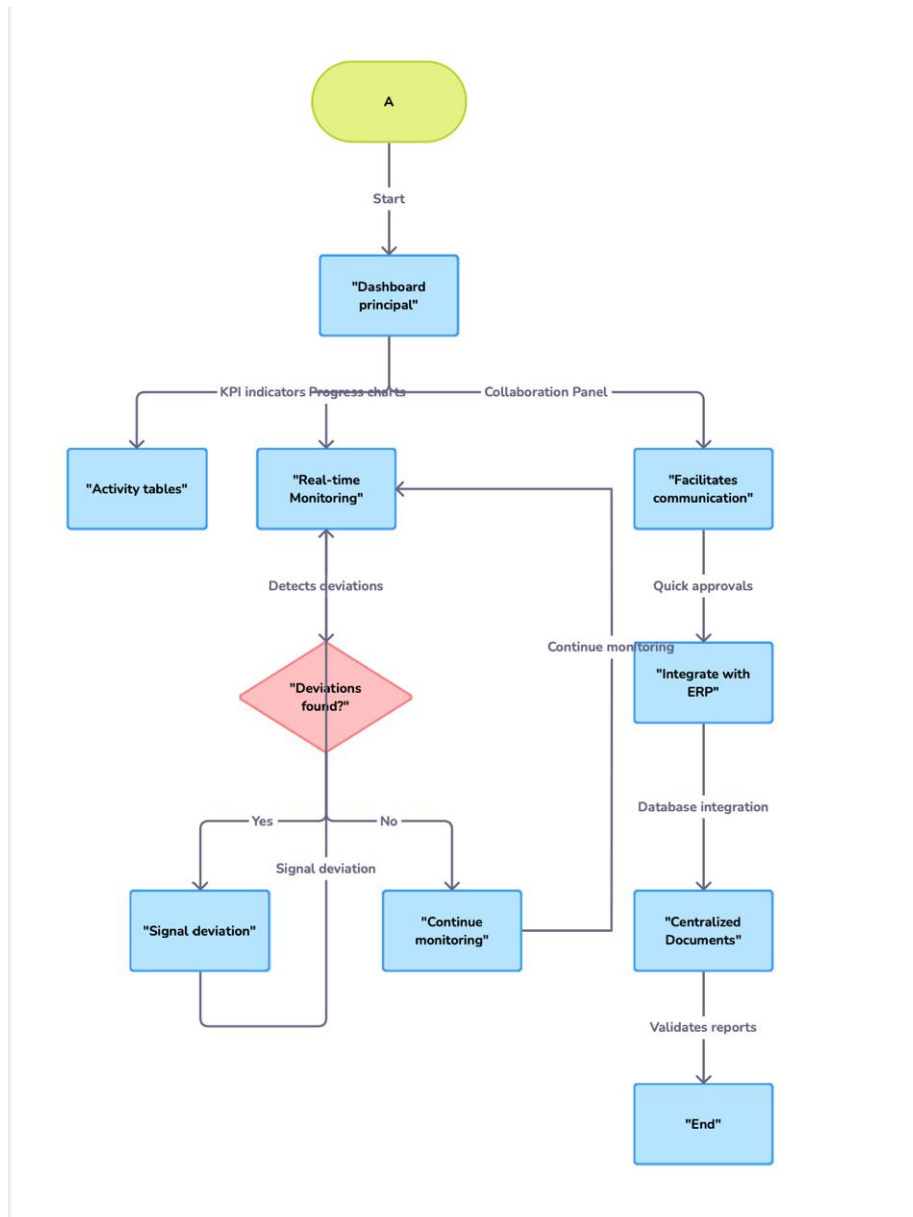 A
Start
"Dashboard
principal"
KPI indicators
Progress charts
Collaboration Panel
"Activity tables"
"Real-time
Monitoring"
"Facilitates
communication"
Detects deviations
Quick approvals
Continue monitoring
"Deviations
found?"
"Integrate with
ERP"
Database integration
Yes
No
Signal deviation
"Signal deviation"
"Continue
monitoring"
"Centralized
Documents"
Validates reports
"End"